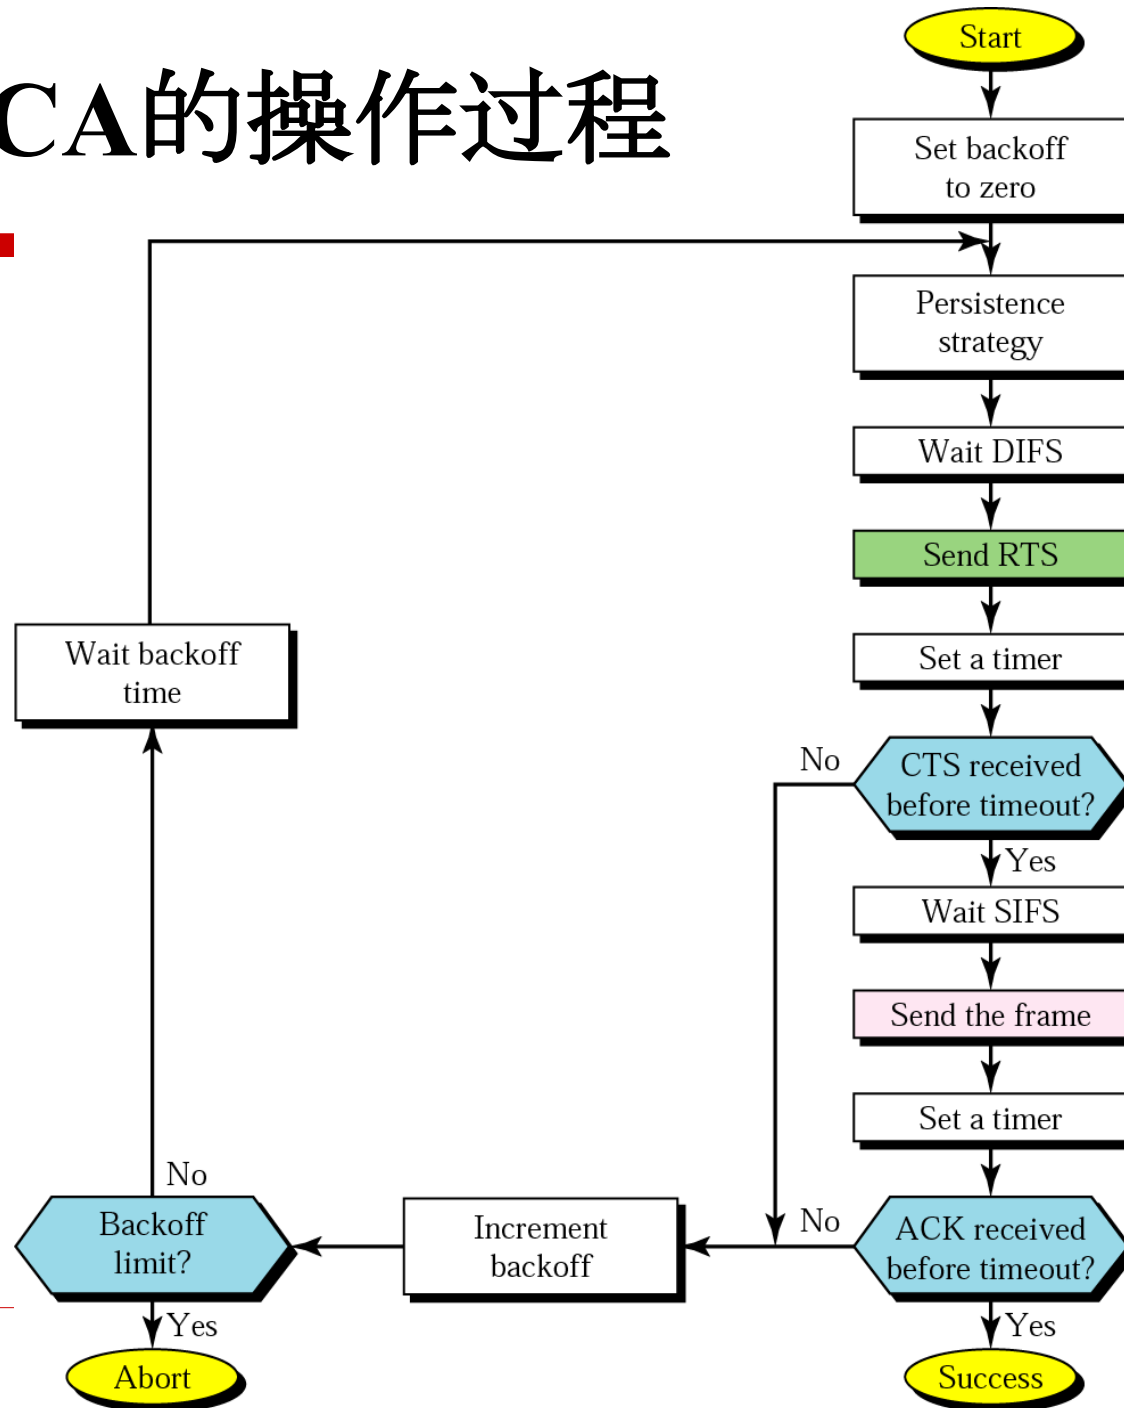 CA的操作过程
Start
Set backoff
to zero
Persistence
strategy
Wait DIFS
Send RTS
Set a timer
Wait backoff
time
No
CTS received
before timeout?
Yes
Wait SIFS
Send the frame
Set a timer
No
Backoff
limit?
Increment
backoff
No
ACK received
before timeout?
Yes
Yes
Abort
Success